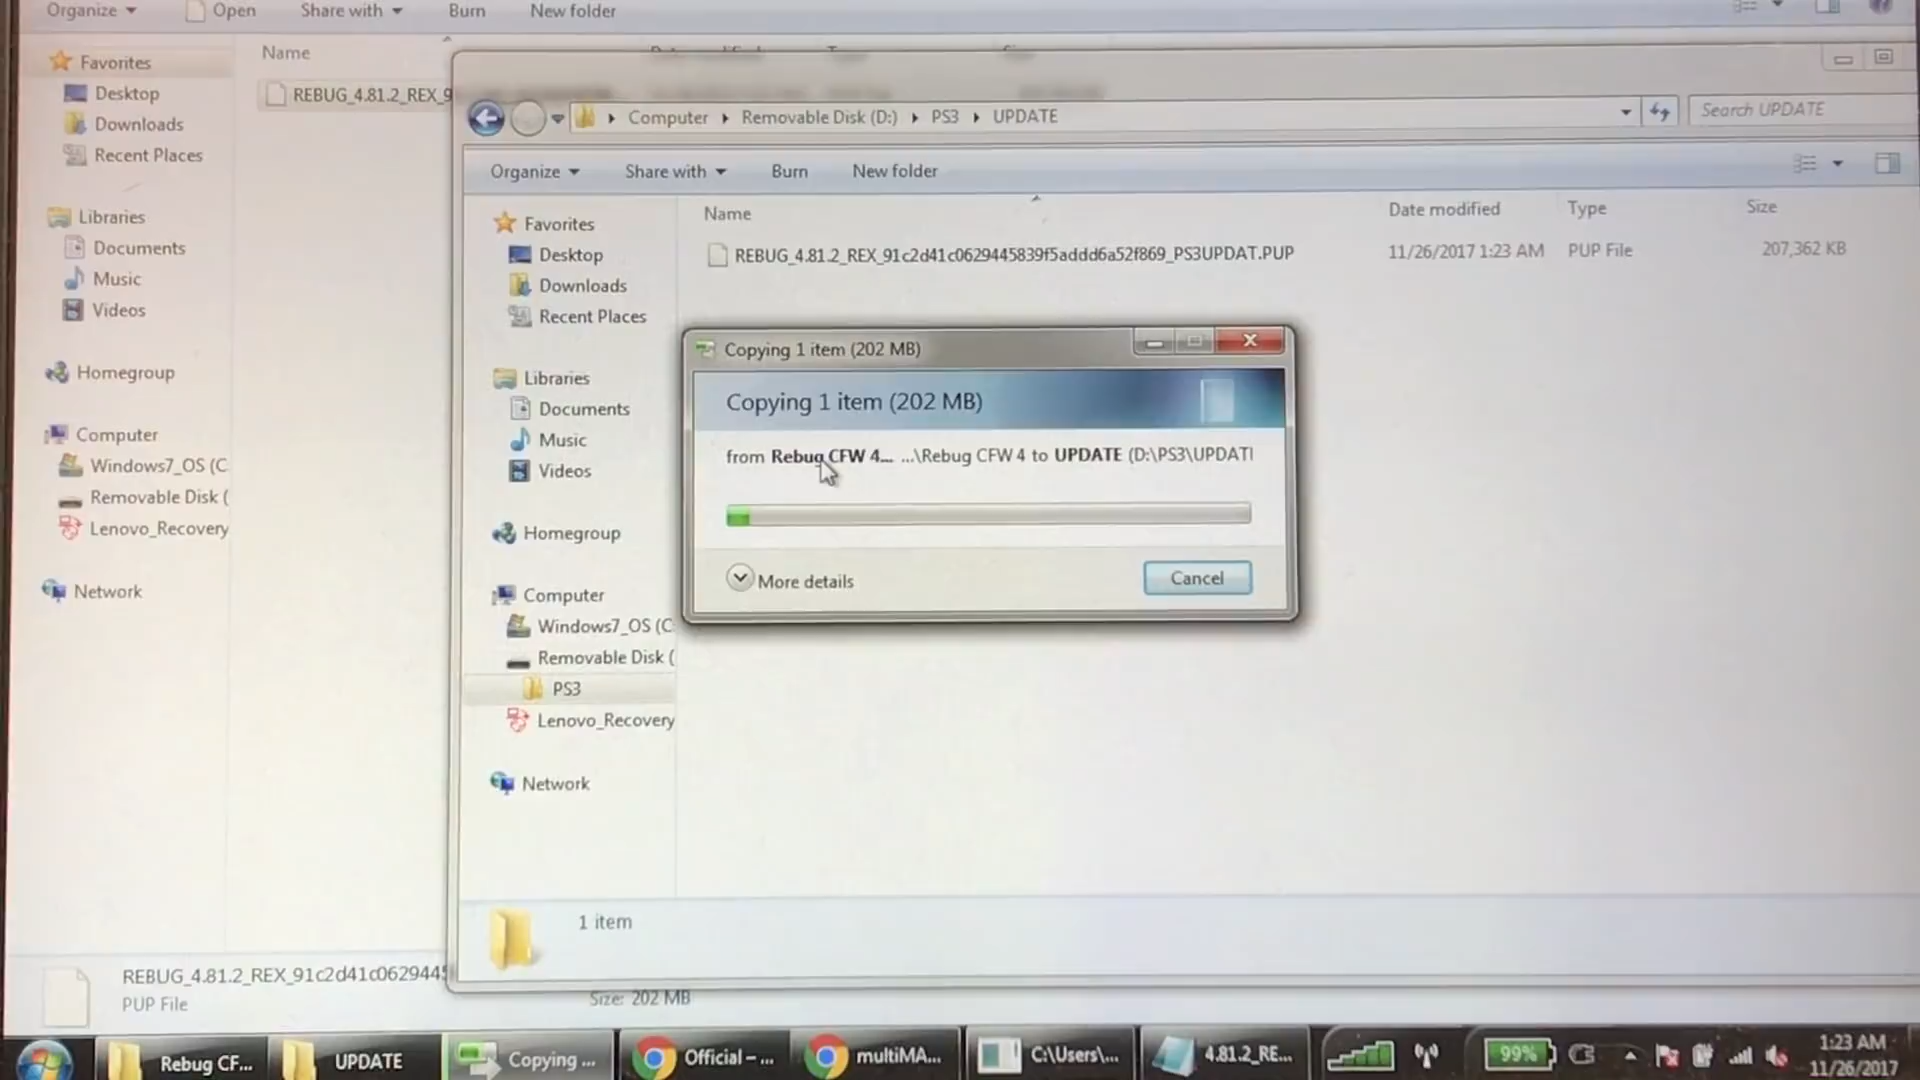 Organize
Open
Share with
Burn
New folder
Favorites
Desktop
Downloads
Recent Places
Libraries
Documents
Music
Videos
Homegroup
Computer
Windows7_OS (C
Removable Disk (
Lenovo_Recovery
Network
Name
REBUG_4.81.2_REX_9
Computer
Removable Disk (D:)
PS3
UPDATE
Search UPDATE
Organize
Share with
Burn
New folder
Favorites
Desktop
Downloads
Recent Places
Libraries
Documents
Music
Videos
Homegroup
Computer
Windows7_OS (C
Removable Disk (
PS3
Lenovo_Recovery
Network
Name
Date modified
Type
Size
REBUG_4.81.2_REX_91c2d41c0629445839f5addd6a52f869_PS3UPDAT.PUP
11/26/2017 1:23 AM
PUP File
207,362 KB
Copying 1 item (202 MB)
Copying 1 item (202 MB)
from Rebug CFW 4... ...\Rebug CFW 4 to UPDATE (D:\PS3\UPDATI
More details
Cancel
1 item
REBUG_4.81.2_REX_91c2d41c0629445
PUP File
Size: 202 MB
Rebug CF...
UPDATE
Copying ...
Official – ...
multiMA...
C:\Users\...
4.81.2_RE...
99%
1:23 AM
11/26/2017